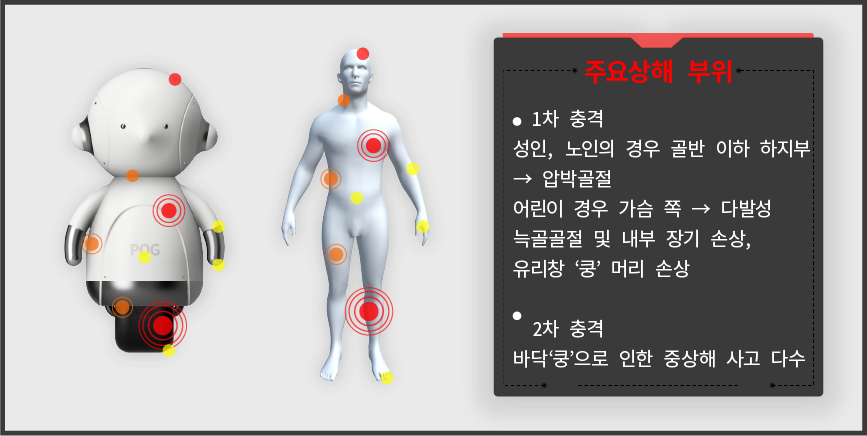 POG
주요상해 부위
● 1차 충격
성인, 노인의 경우 골반 이하 하지부
→ 압박골절
어린이 경우 가슴 쪽 → 다발성
늑골골절 및 내부 장기 손상,
유리창 ‘쿵’ 머리 손상
● 2차 충격
바닥‘쿵’으로 인한 중상해 사고 다수